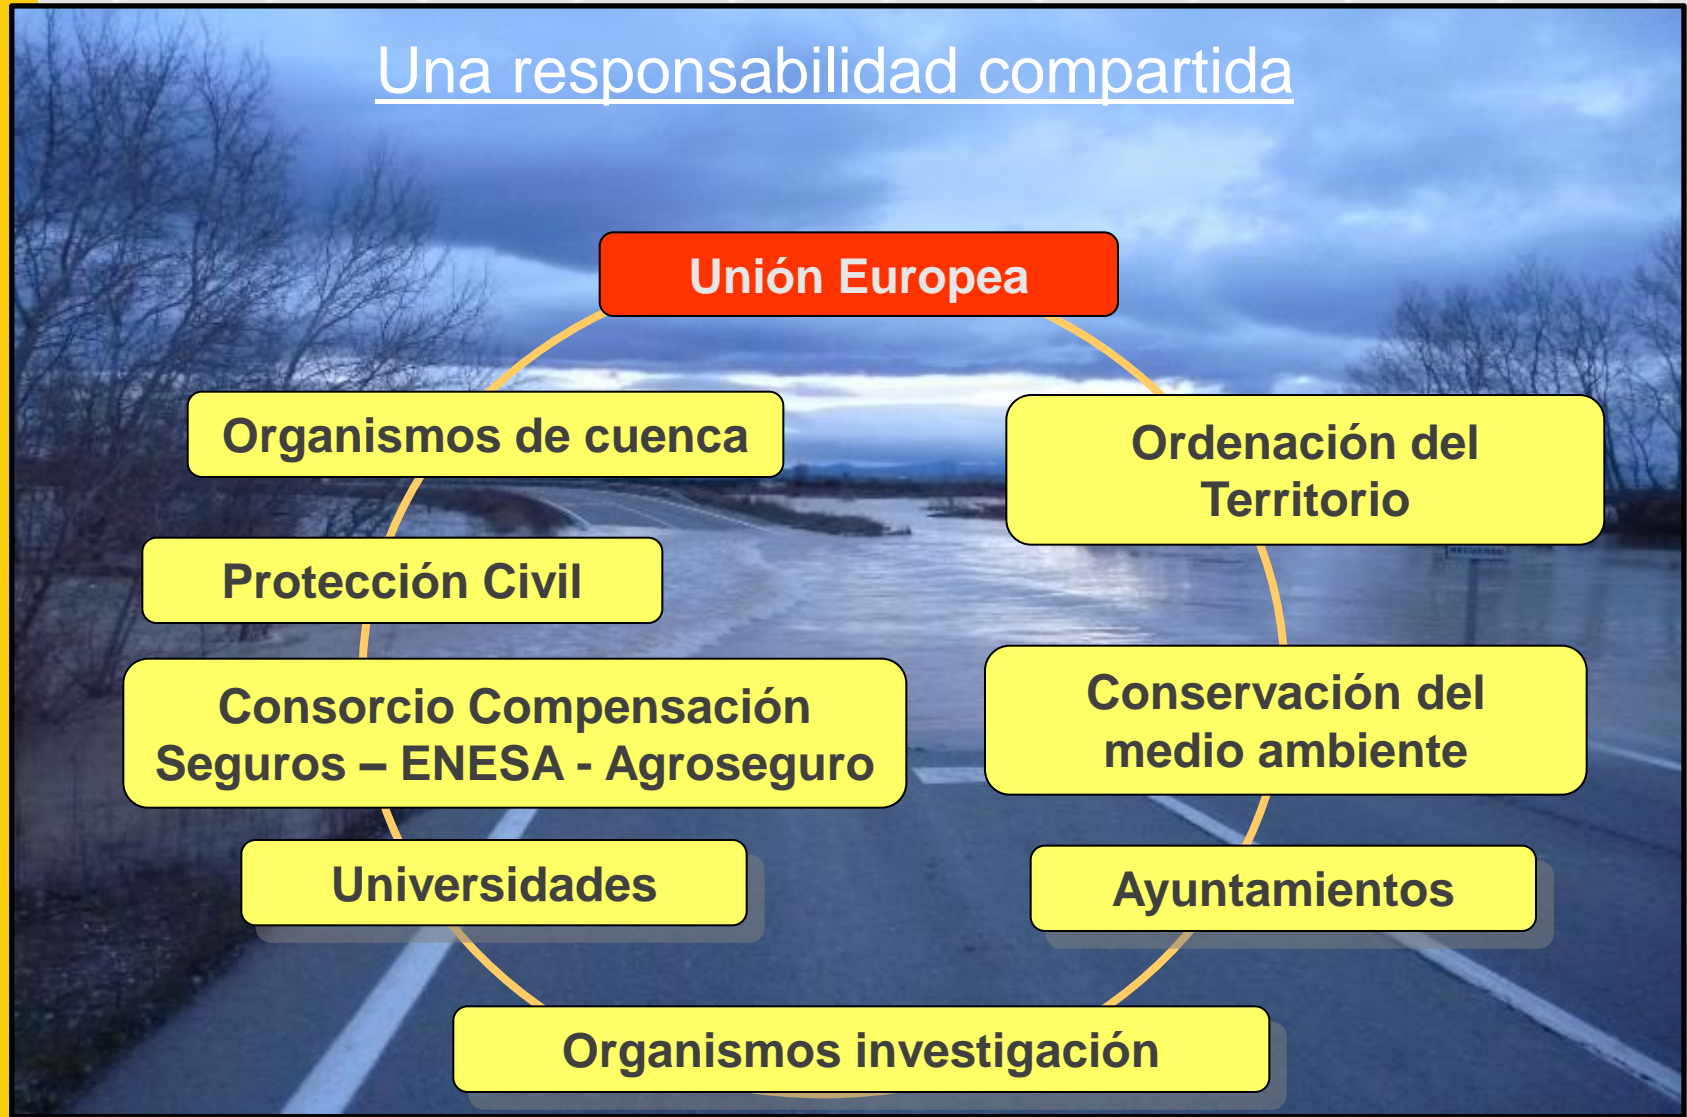 Una responsabilidad compartida
Unión Europea
Organismos de cuenca
Ordenación del
Territorio
Protección Civil
Consorcio Compensación
Seguros – ENESA - Agroseguro
Conservación del
medio ambiente
Universidades
Ayuntamientos
Organismos investigación